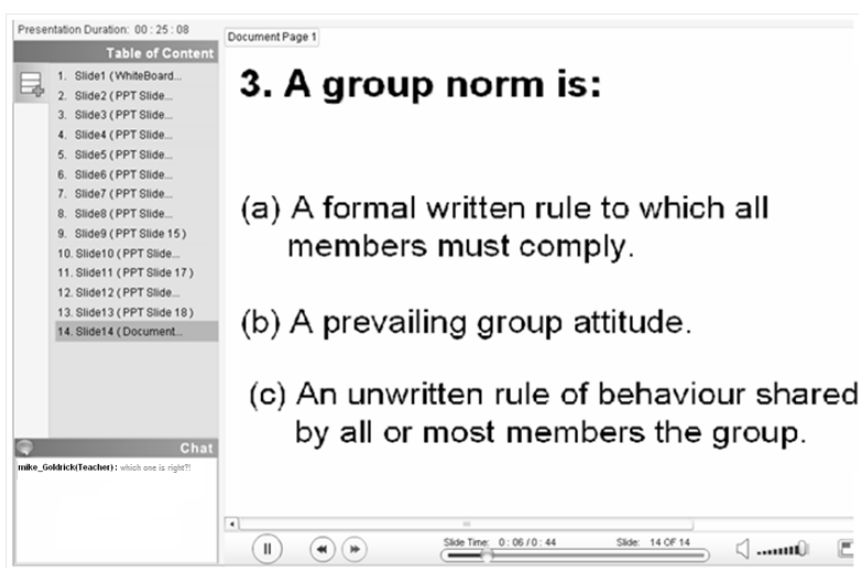 Presentation Duration: 00 : 25 : 08
Table of Content
1. Slide1 ( WhiteBoard...
2. Slide2 ( PPT Slide...
3. Slide3 ( PPT Slide...
4. Slide4 ( PPT Slide...
5. Slide5 ( PPT Slide...
6. Slide6 ( PPT Slide...
7. Slide7 ( PPT Slide...
8. Slide8 ( PPT Slide...
9. Slide9 ( PPT Slide 15 )
10. Slide10 ( PPT Slide...
11. Slide11 ( PPT Slide 17 )
12. Slide12 ( PPT Slide...
13. Slide13 ( PPT Slide 18 )
14. Slide14 ( Document...
Chat
mike_Goldrick(Teacher) : which one is right?!
Document Page 1
3. A group norm is:
(a) A formal written rule to which all
members must comply.
(b) A prevailing group attitude.
(c) An unwritten rule of behaviour shared
by all or most members the group.
Slide Time: 0 : 06 / 0 : 44
Slide: 14 OF 14